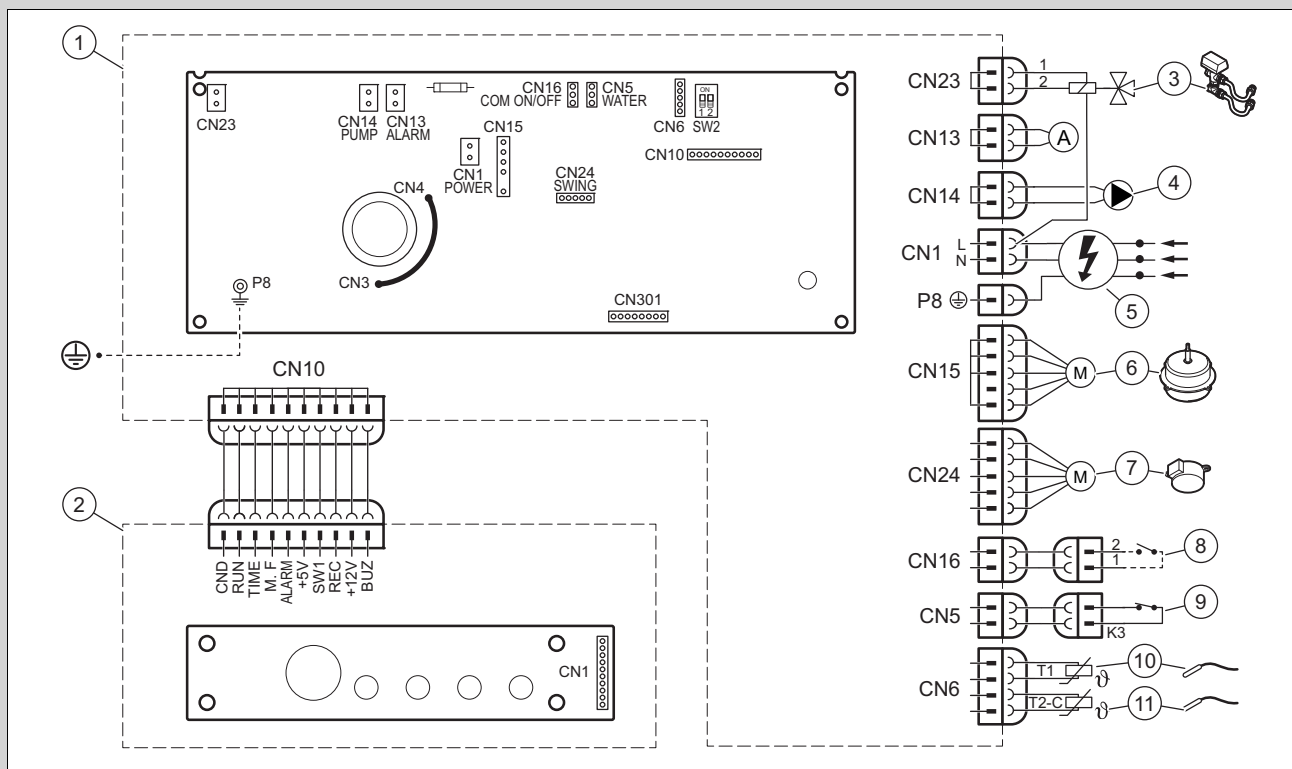 1
CN23
CN14
PUMP
CN13
ALARM
CN16
COM ON/OFF
CN5
WATER
CN6
ON
1 2
SW2
CN15
CN1
POWER
CN10
CN24
SWING
CN4
CN3
P8
CN301
CN10
2
CND
RUN
TIME
M. F
ALARM
+5V
SW1
REC
+12V
BUZ
CN1
CN23
1
2
3
CN13
A
CN14
4
CN1
L
N
P8
5
CN15
M
6
CN24
M
7
CN16
2
1
8
CN5
K3
9
CN6
T1
ϑ
10
T2-C
ϑ
11